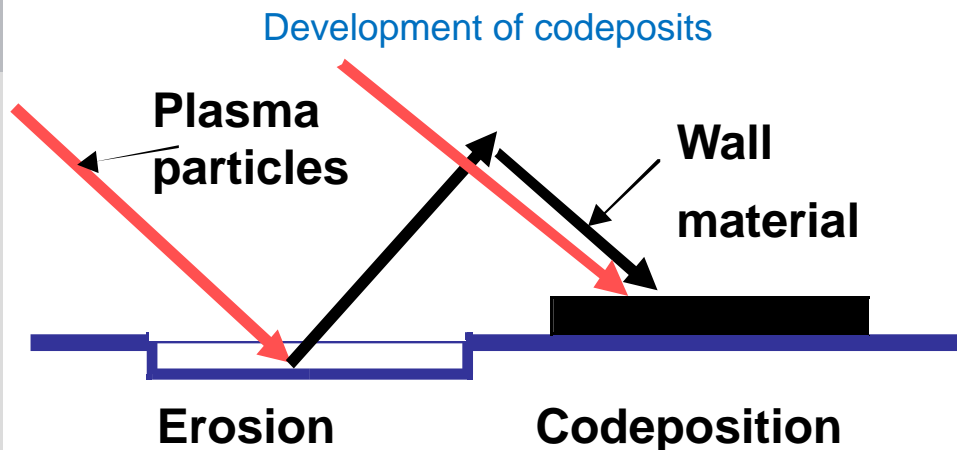 Development of codeposits
Plasma
particles
Wall
material
Erosion
Codeposition